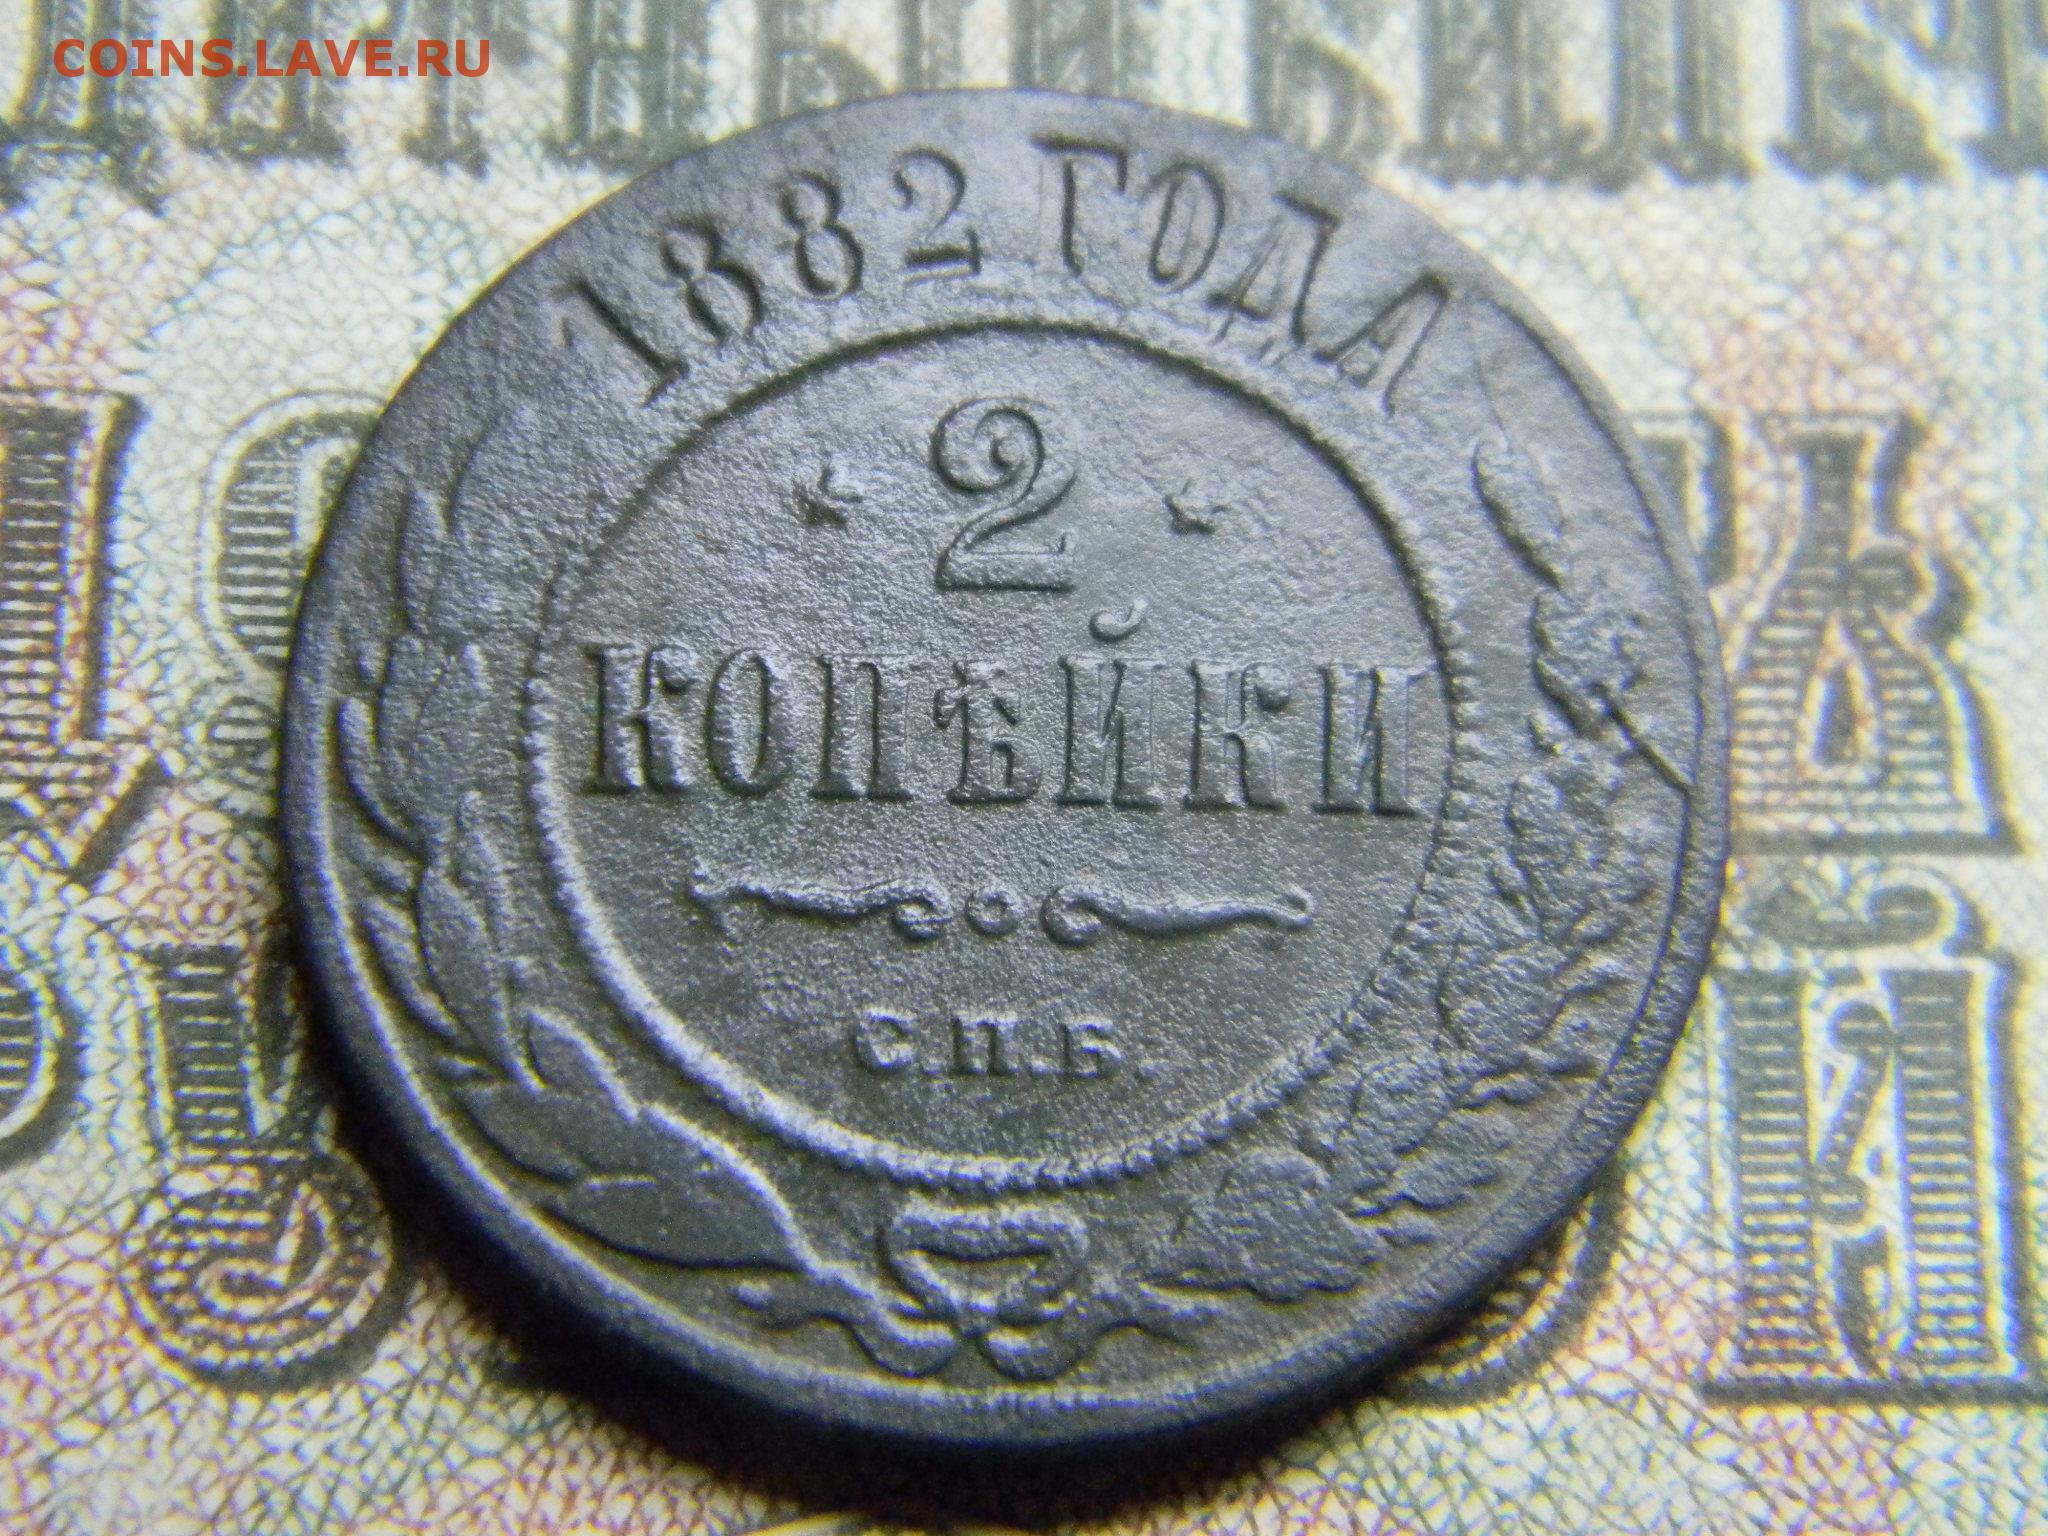 COINS.LAVE.RU
1882 ГОДА
2
КОПѢЙКИ
С.П.Б.